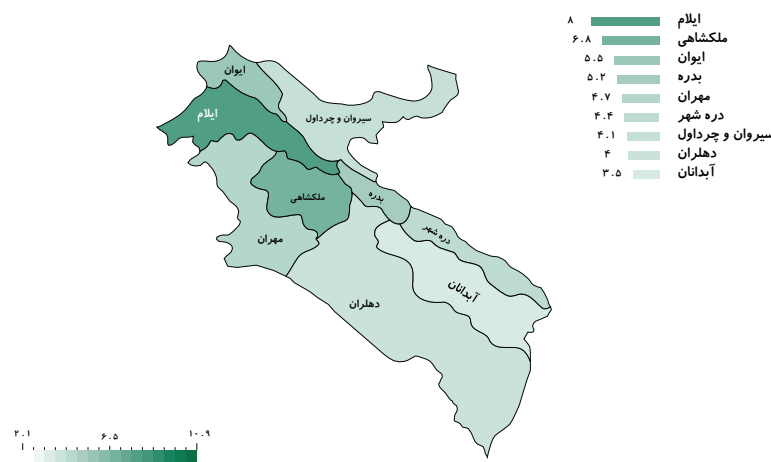 ایلام ۸
ملکشاهی ۶.۸
ایوان ۵.۵
بدره ۵.۲
مهران ۴.۷
دره شهر ۴.۴
سیروان و چرداول ۴.۱
دهلران ۴
آبدانان ۳.۵
ایوان
سیروان و چرداول
ایلام
ملکشاهی
بدره
دره شهر
مهران
آبدانان
دهلران
۲.۱ ۶.۵ ۱۰.۹